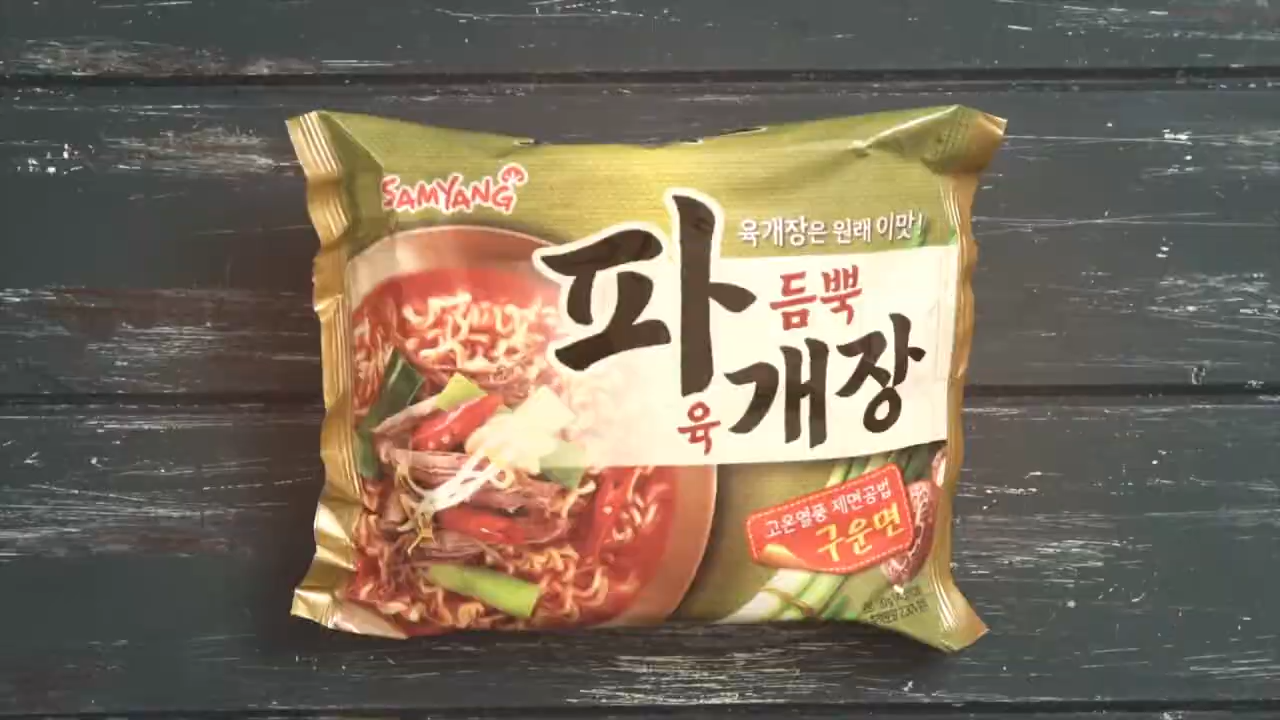 SAMYANG
육개장은 원래 이맛!
파듬뿍
육개장
고온열풍 제면공법
구운면